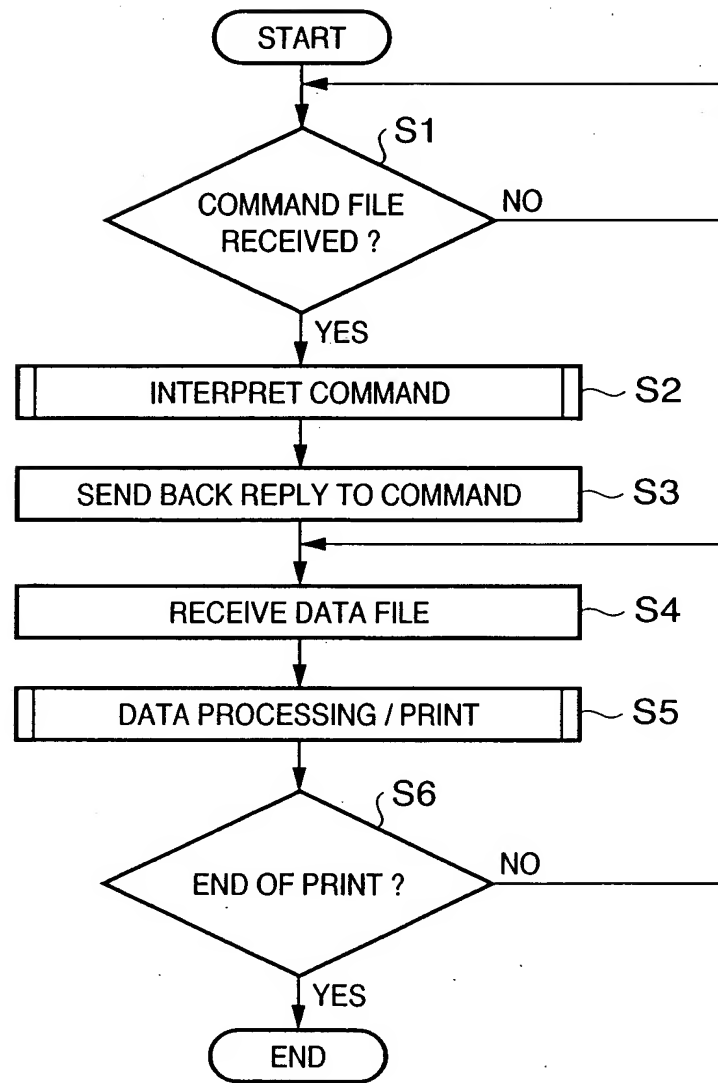 START
S1
COMMAND FILE
RECEIVED ?
NO
YES
INTERPRET COMMAND
S2
SEND BACK REPLY TO COMMAND
S3
RECEIVE DATA FILE
S4
DATA PROCESSING / PRINT
S5
S6
END OF PRINT ?
NO
YES
END